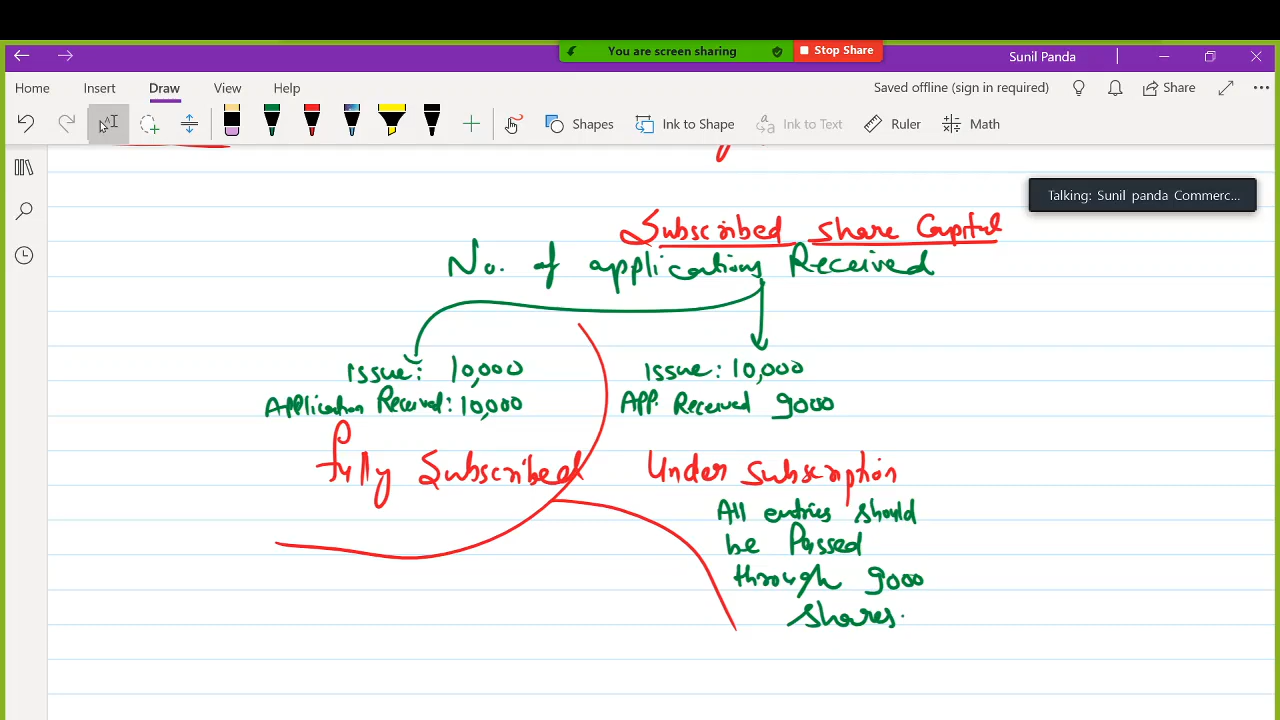 You are screen sharing
Stop Share
Sunil Panda
Home Insert Draw View Help
Saved offline (sign in required)
Share
Shapes
Ink to Shape
Ink to Text
Ruler
Math
Talking: Sunil panda Commerc...
Subscribed share Capital
No. of applications Received
Issue: 10,000
Application Received: 10,000
fully Subscribed
Issue: 10,000
App. Received 9000
Under subscription
All entries should
be Passed
through 9000
shares.